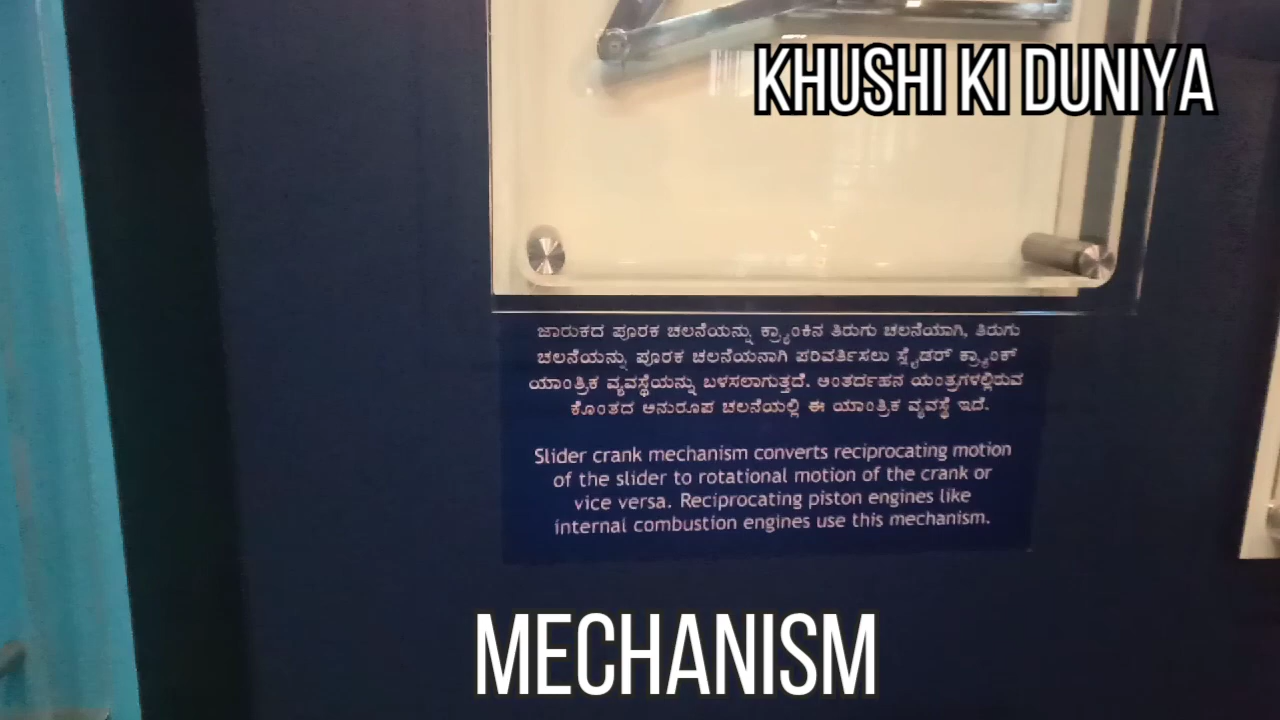 KHUSHI KI DUNIYA
ಜಾರುಕದ ಪೂರಕ ಚಲನೆಯನ್ನು ಕ್ರ್ಯಾಂಕಿನ ತಿರುಗು ಚಲನೆಯಾಗಿ, ತಿರುಗು
ಚಲನೆಯನ್ನು ಪೂರಕ ಚಲನೆಯನಾಗಿ ಪರಿವರ್ತಿಸಲು ಸ್ಲೈಡರ್ ಕ್ರ್ಯಾಂಕ್
ಯಾಂತ್ರಿಕ ವ್ಯವಸ್ಥೆಯನ್ನು ಬಳಸಲಾಗುತ್ತದೆ. ಅಂತರ್ದಹನ ಯಂತ್ರಗಳಲ್ಲಿರುವ
ಕೊಂತದ ಅನುರೂಪ ಚಲನೆಯಲ್ಲಿ ಈ ಯಾಂತ್ರಿಕ ವ್ಯವಸ್ಥೆ ಇದೆ.
Slider crank mechanism converts reciprocating motion
of the slider to rotational motion of the crank or
vice versa. Reciprocating piston engines like
internal combustion engines use this mechanism.
MECHANISM